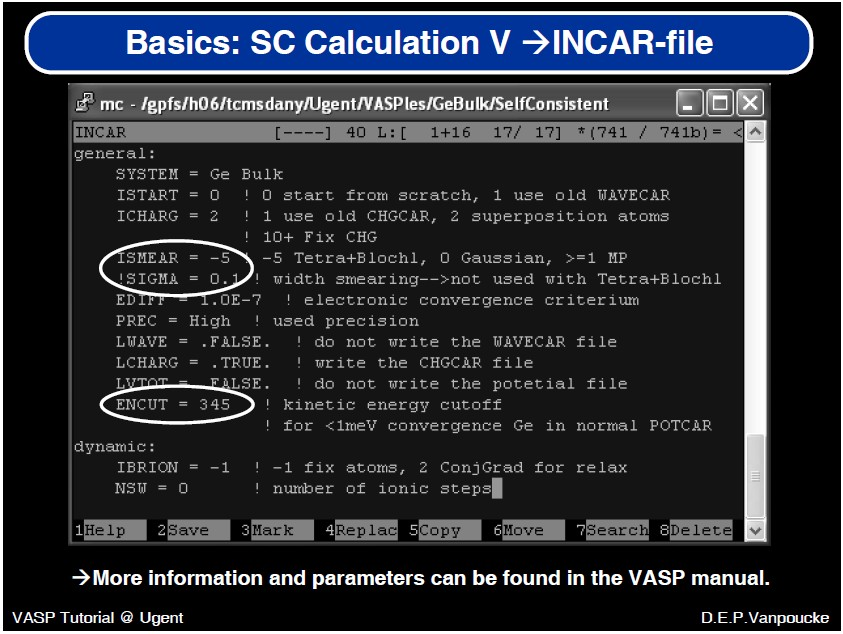 Basics: SC Calculation V →INCAR-file
mc - /gpfs/h06/tcmsdany/Ugent/VASPles/GeBulk/SelfConsistent
INCAR [----] 40 L:[ 1+16 17/ 17] *(741 / 741b)= <
general:
SYSTEM = Ge Bulk
ISTART = 0 ! 0 start from scratch, 1 use old WAVECAR
ICHARG = 2 ! 1 use old CHGCAR, 2 superposition atoms
! 10+ Fix CHG
ISMEAR = -5 ! -5 Tetra+Blochl, 0 Gaussian, >=1 MP
!SIGMA = 0.1 ! width smearing-->not used with Tetra+Blochl
EDIFF = 1.0E-7 ! electronic convergence criterium
PREC = High ! used precision
LWAVE = .FALSE. ! do not write the WAVECAR file
LCHARG = .TRUE. ! write the CHGCAR file
LVTOT = .FALSE. ! do not write the potetial file
ENCUT = 345 ! kinetic energy cutoff
! for <1meV convergence Ge in normal POTCAR
dynamic:
IBRION = -1 ! -1 fix atoms, 2 ConjGrad for relax
NSW = 0 ! number of ionic steps
1Help 2Save 3Mark 4Replac 5Copy 6Move 7Search 8Delete
→More information and parameters can be found in the VASP manual.
VASP Tutorial @ Ugent D.E.P.Vanpoucke